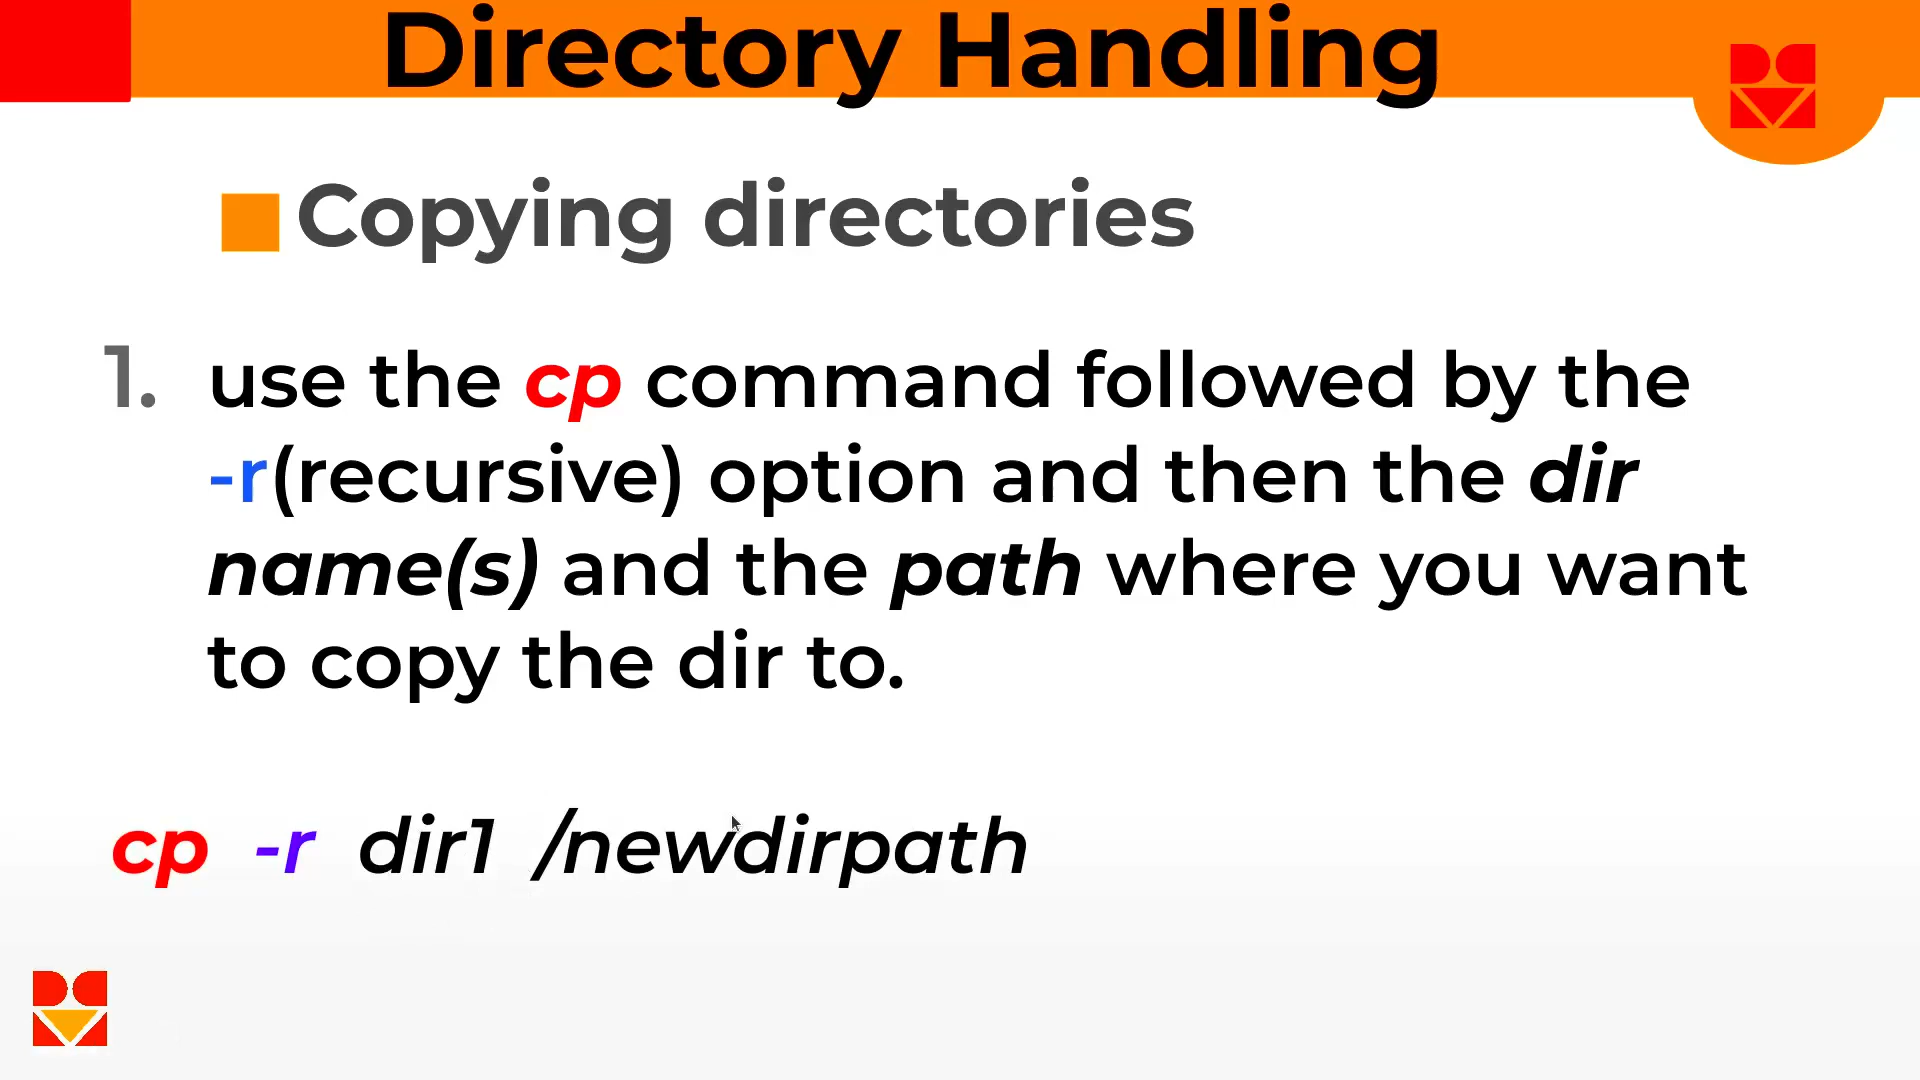 Directory Handling
Copying directories
1. use the cp command followed by the
-r(recursive) option and then the dir
name(s) and the path where you want
to copy the dir to.
cp -r dir1 /newdirpath